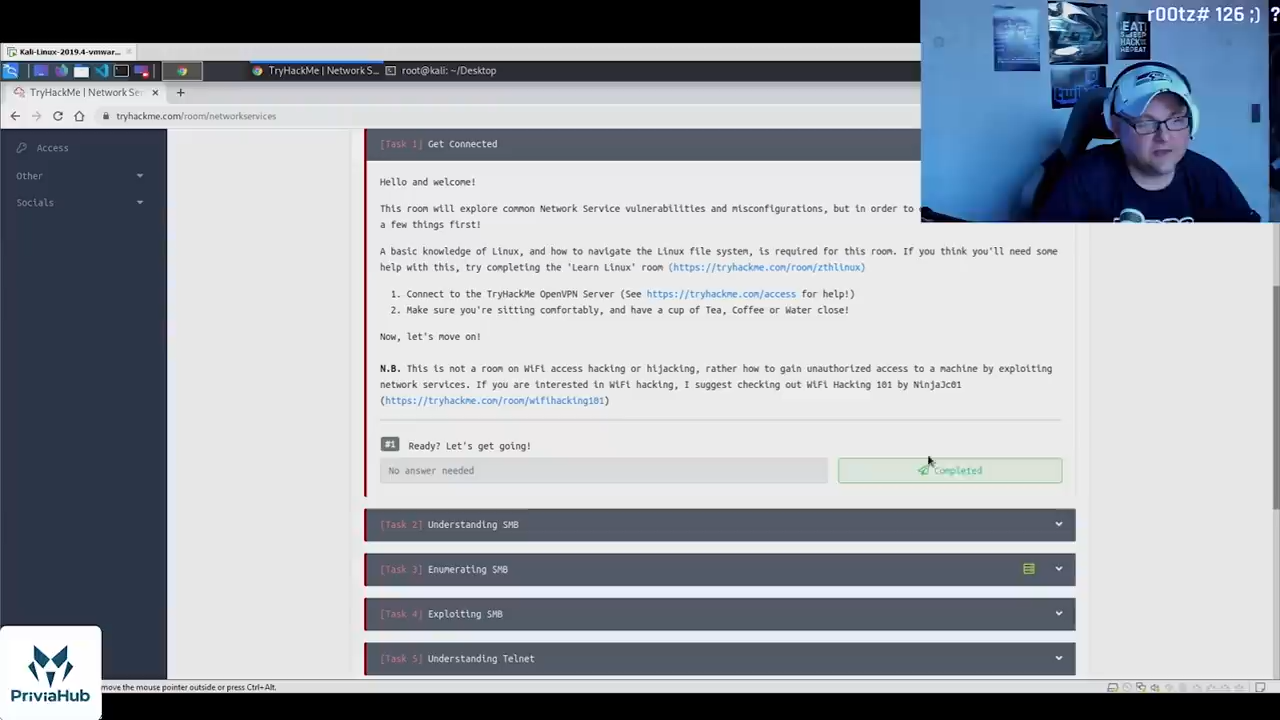 r00tz# 126 ;) ?
EAT
SLEEP
HACK
REPEAT
Kali-Linux-2019.4-vmwar...
TryHackMe | Network S...
root@kali: ~/Desktop
TryHackMe | Network Ser
tryhackme.com/room/networkservices
Access
Other
Socials
[Task 1] Get Connected
Hello and welcome!
This room will explore common Network Service vulnerabilities and misconfigurations, but in order to
a few things first!
A basic knowledge of Linux, and how to navigate the Linux file system, is required for this room. If you think you'll need some
help with this, try completing the 'Learn Linux' room (https://tryhackme.com/room/zthlinux)
1. Connect to the TryHackMe OpenVPN Server (See https://tryhackme.com/access for help!)
2. Make sure you're sitting comfortably, and have a cup of Tea, Coffee or Water close!
Now, let's move on!
N.B. This is not a room on WiFi access hacking or hijacking, rather how to gain unauthorized access to a machine by exploiting
network services. If you are interested in WiFi hacking, I suggest checking out WiFi Hacking 101 by NinjaJc01
(https://tryhackme.com/room/wifihacking101)
#1 Ready? Let's get going!
No answer needed
Completed
[Task 2] Understanding SMB
[Task 3] Enumerating SMB
[Task 4] Exploiting SMB
[Task 5] Understanding Telnet
PriviaHub
move the mouse pointer outside or press Ctrl+Alt.